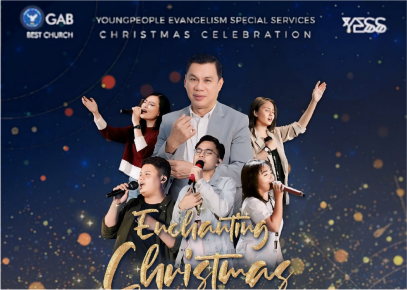 GAB
BEST CHURCH
YOUNGPEOPLE EVANGELISM SPECIAL SERVICES
CHRISTMAS CELEBRATION
YESS
Enchanting
Christmas